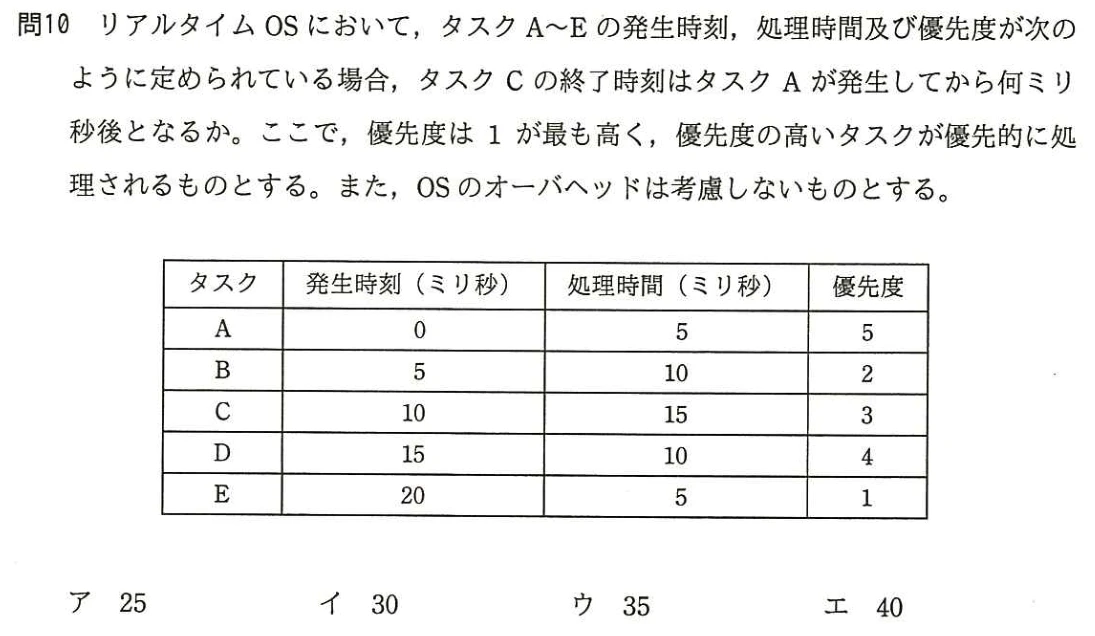 問10 リアルタイム OS において，タスク A～E の発生時刻，処理時間及び優先度が次の
ように定められている場合，タスク C の終了時刻はタスク A が発生してから何ミリ
秒後となるか。ここで，優先度は 1 が最も高く，優先度の高いタスクが優先的に処
理されるものとする。また，OS のオーバヘッドは考慮しないものとする。
タスク 発生時刻（ミリ秒） 処理時間（ミリ秒） 優先度
A 0 5 5
B 5 10 2
C 10 15 3
D 15 10 4
E 20 5 1
ア 25 イ 30 ウ 35 エ 40